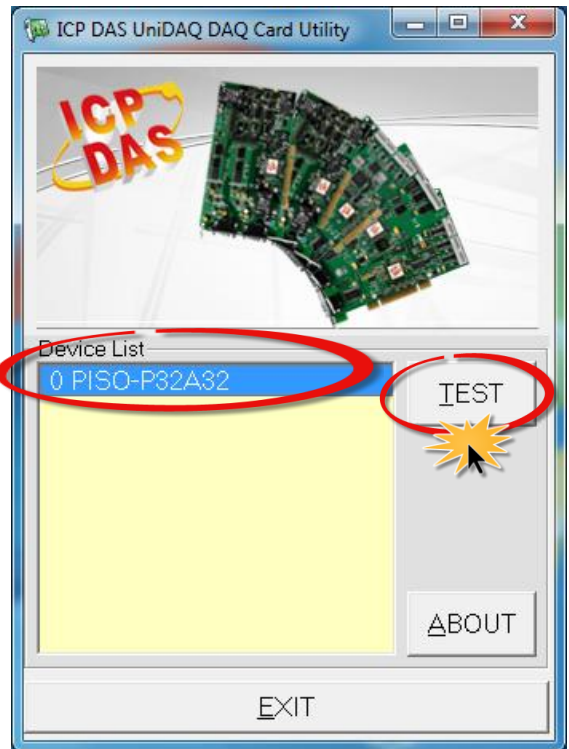 ICP DAS UniDAQ DAQ Card Utility
ICP
DAS
Device List
0 PISO-P32A32
TEST
ABOUT
EXIT